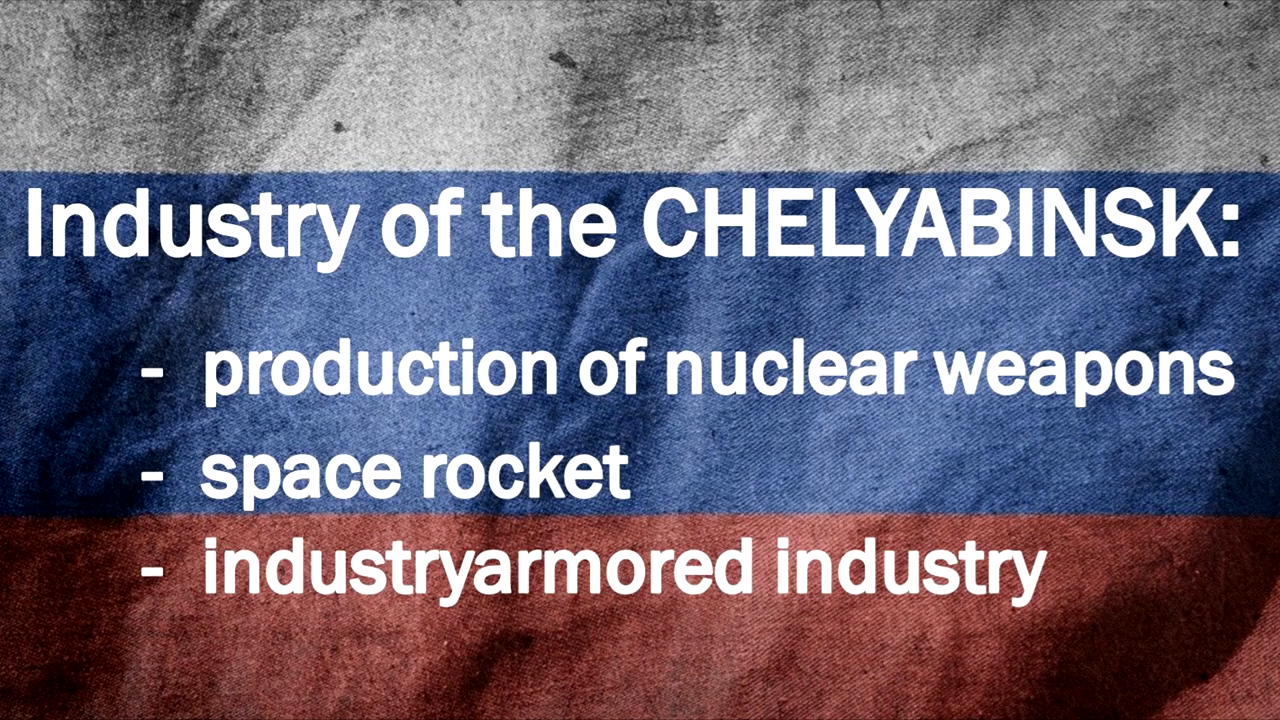 Industry of the CHELYABINSK:
- production of nuclear weapons
- space rocket
- industryarmored industry